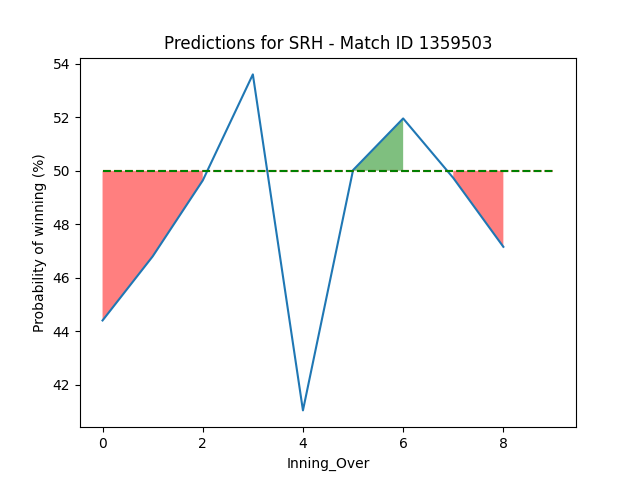 Predictions for SRH - Match ID 1359503
Probability of winning (%)
54
52
50
48
46
44
42
0 2 4 6 8
Inning_Over